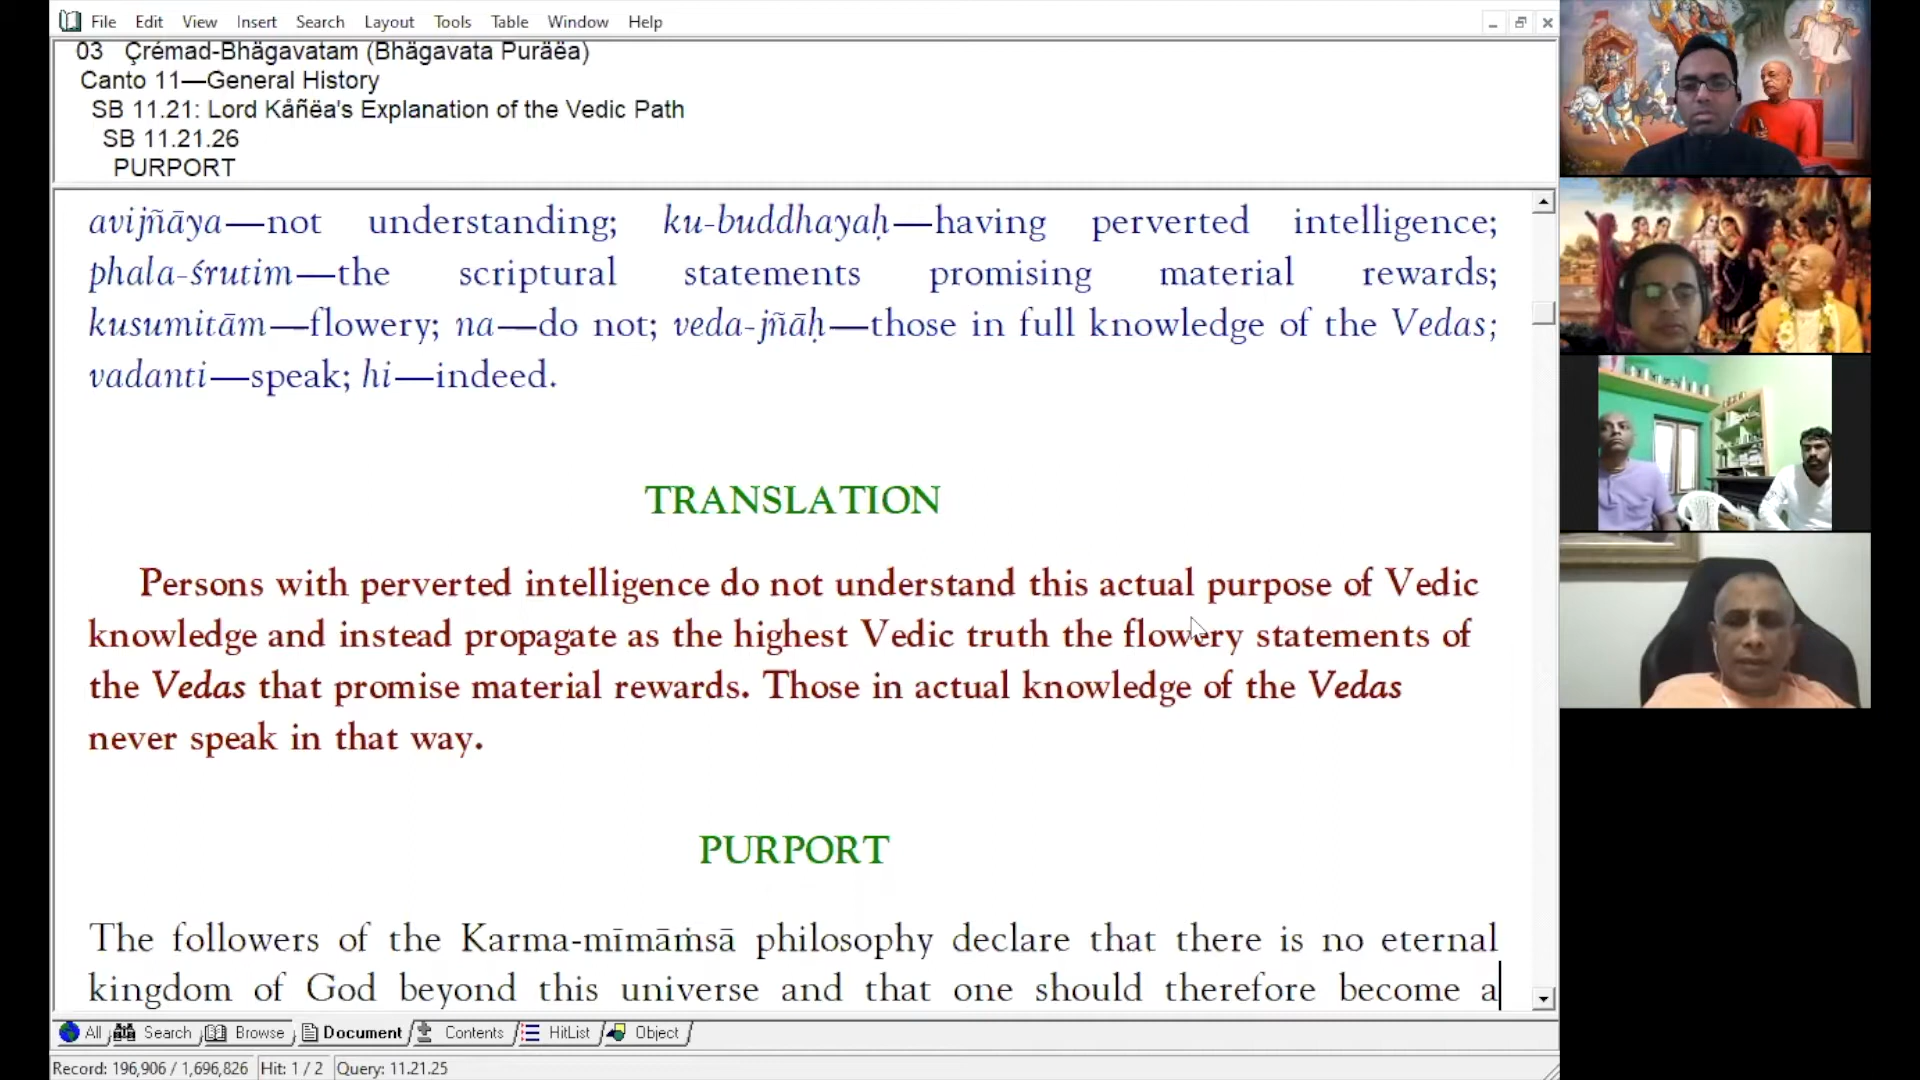 File Edit View Insert Search Layout Tools Table Window Help
03 Çrémad-Bhägavatam (Bhägavata Puräëa)
Canto 11—General History
SB 11.21: Lord Kåñëa's Explanation of the Vedic Path
SB 11.21.26
PURPORT
avijñāya—not understanding; ku-buddhayaḥ—having perverted intelligence;
phala-śrutim—the scriptural statements promising material rewards;
kusumitām—flowery; na—do not; veda-jñāḥ—those in full knowledge of the Vedas;
vadanti—speak; hi—indeed.
TRANSLATION
Persons with perverted intelligence do not understand this actual purpose of Vedic
knowledge and instead propagate as the highest Vedic truth the flowery statements of
the Vedas that promise material rewards. Those in actual knowledge of the Vedas
never speak in that way.
PURPORT
The followers of the Karma-mīmāṁsā philosophy declare that there is no eternal
kingdom of God beyond this universe and that one should therefore become a
All Search Browse Document Contents HitList Object
Record: 196,906 / 1,696,826 Hit: 1 / 2 Query: 11.21.25